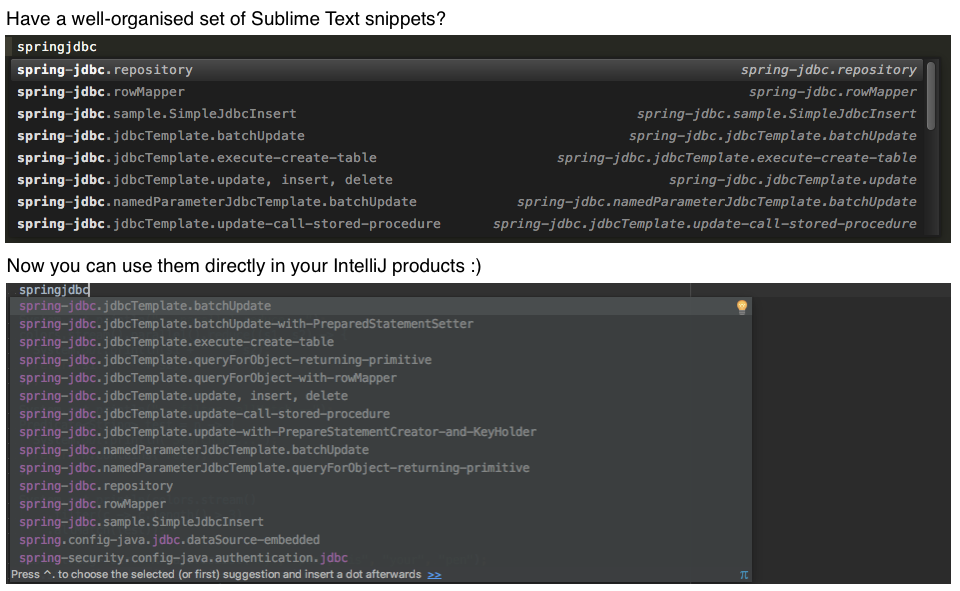 Have a well-organised set of Sublime Text snippets?
springjdbc
spring-jdbc.repository spring-jdbc.repository
spring-jdbc.rowMapper spring-jdbc.rowMapper
spring-jdbc.sample.SimpleJdbcInsert spring-jdbc.sample.SimpleJdbcInsert
spring-jdbc.jdbcTemplate.batchUpdate spring-jdbc.jdbcTemplate.batchUpdate
spring-jdbc.jdbcTemplate.execute-create-table spring-jdbc.jdbcTemplate.execute-create-table
spring-jdbc.jdbcTemplate.update, insert, delete spring-jdbc.jdbcTemplate.update
spring-jdbc.namedParameterJdbcTemplate.batchUpdate spring-jdbc.namedParameterJdbcTemplate.batchUpdate
spring-jdbc.jdbcTemplate.update-call-stored-procedure spring-jdbc.jdbcTemplate.update-call-stored-procedure
Now you can use them directly in your IntelliJ products :)
springjdbc
spring-jdbc.jdbcTemplate.batchUpdate
spring-jdbc.jdbcTemplate.batchUpdate-with-PreparedStatementSetter
spring-jdbc.jdbcTemplate.execute-create-table
spring-jdbc.jdbcTemplate.queryForObject-returning-primitive
spring-jdbc.jdbcTemplate.queryForObject-with-rowMapper
spring-jdbc.jdbcTemplate.update, insert, delete
spring-jdbc.jdbcTemplate.update-call-stored-procedure
spring-jdbc.jdbcTemplate.update-with-PrepareStatementCreator-and-KeyHolder
spring-jdbc.namedParameterJdbcTemplate.batchUpdate
spring-jdbc.namedParameterJdbcTemplate.queryForObject-returning-primitive
spring-jdbc.repository
spring-jdbc.rowMapper
spring-jdbc.sample.SimpleJdbcInsert
spring.config-java.jdbc.dataSource-embedded
spring-security.config-java.authentication.jdbc
Press ^. to choose the selected (or first) suggestion and insert a dot afterwards >> π